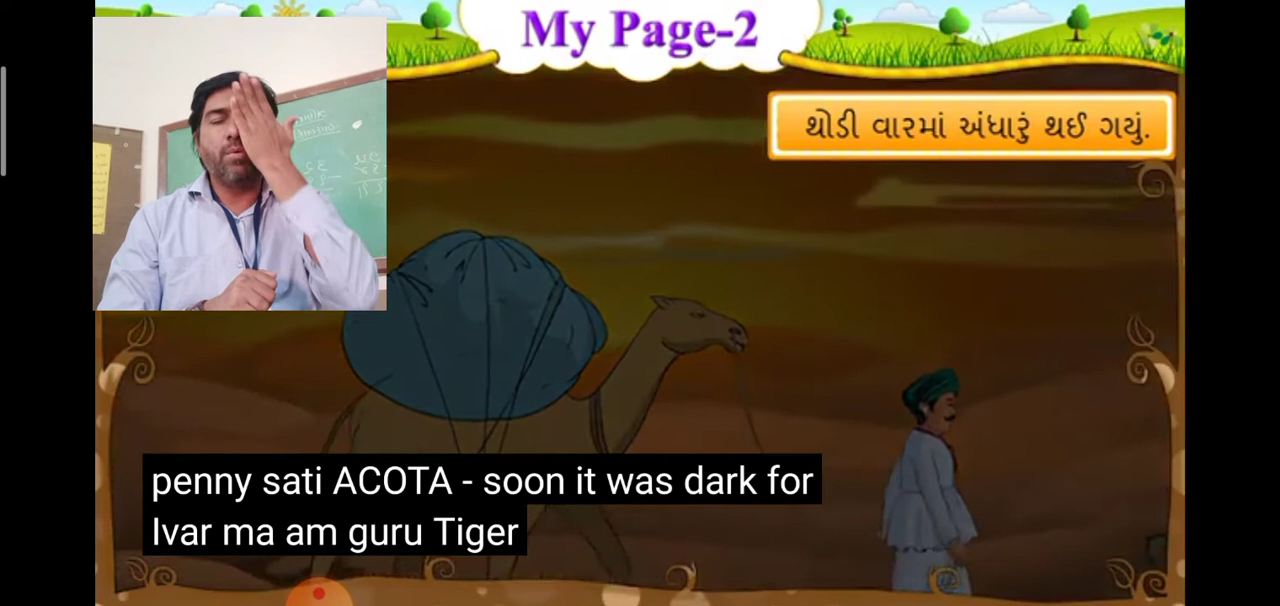 My Page-2
થોડી વારમાં અંધારું થઈ ગયું.
penny sati ACOTA - soon it was dark for
Ivar ma am guru Tiger